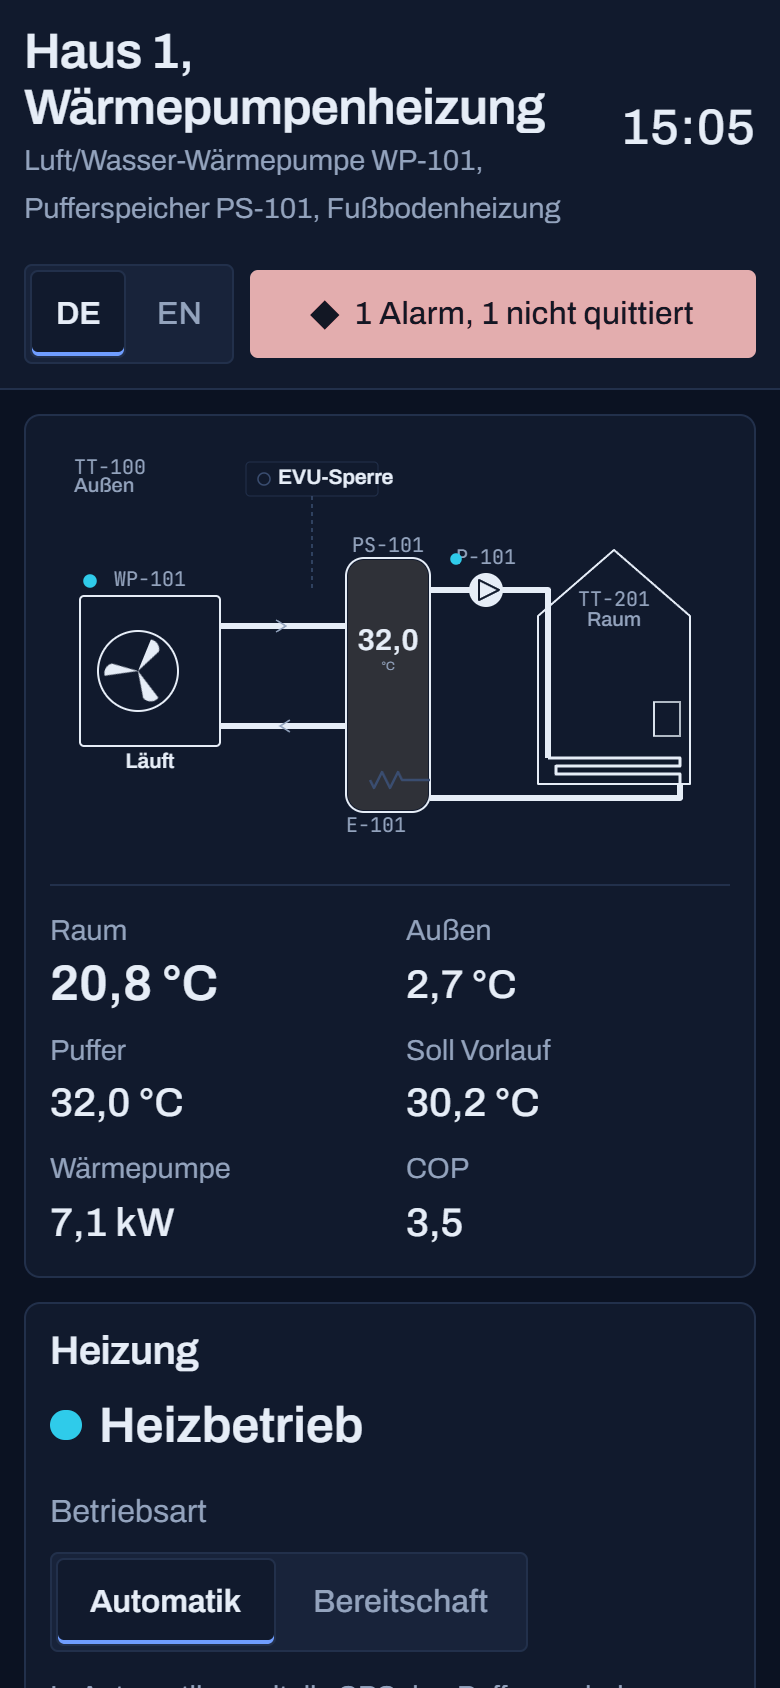 Haus 1,
Wärmepumpenheizung
15:05
Luft/Wasser-Wärmepumpe WP-101,
Pufferspeicher PS-101, Fußbodenheizung
DE EN
1 Alarm, 1 nicht quittiert
TT-100
Außen
EVU-Sperre
PS-101
P-101
WP-101
TT-201
Raum
32,0
°C
Läuft
E-101
Raum Außen
20,8 °C 2,7 °C
Puffer Soll Vorlauf
32,0 °C 30,2 °C
Wärmepumpe COP
7,1 kW 3,5
Heizung
Heizbetrieb
Betriebsart
Automatik Bereitschaft